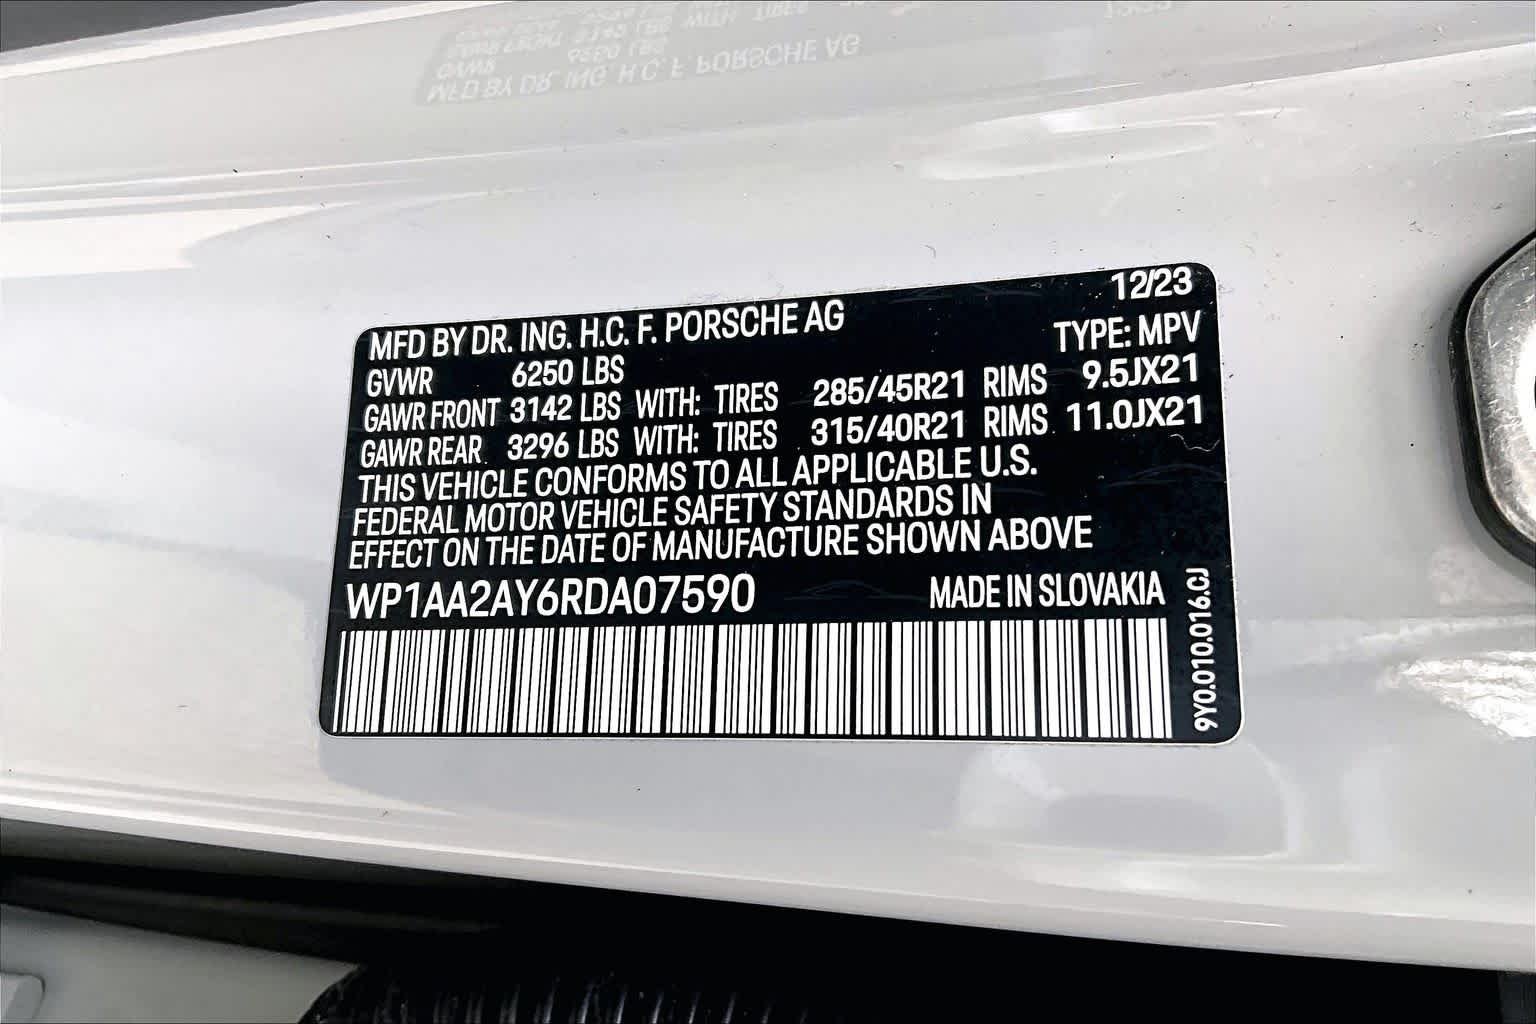 MFD BY DR. ING. H.C. F. PORSCHE AG 12/23
GVWR 6250 LBS TYPE: MPV
GAWR FRONT 3142 LBS WITH: TIRES 285/45R21 RIMS 9.5JX21
GAWR REAR 3296 LBS WITH: TIRES 315/40R21 RIMS 11.0JX21
THIS VEHICLE CONFORMS TO ALL APPLICABLE U.S.
FEDERAL MOTOR VEHICLE SAFETY STANDARDS IN
EFFECT ON THE DATE OF MANUFACTURE SHOWN ABOVE
WP1AA2AY6RDA07590 MADE IN SLOVAKIA
9Y0.010.016.CJ